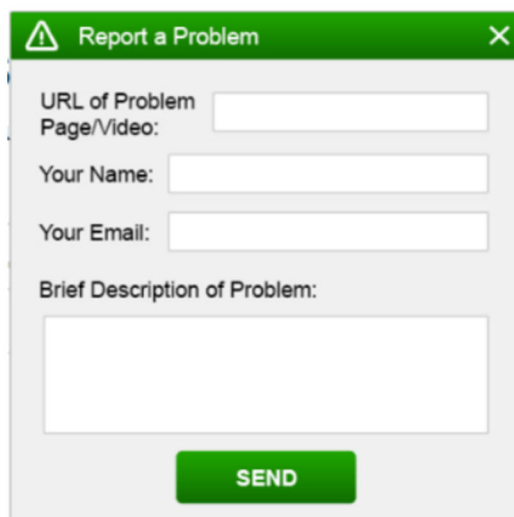 Report a Problem
URL of Problem
Page/Video:
Your Name:
Your Email:
Brief Description of Problem:
SEND